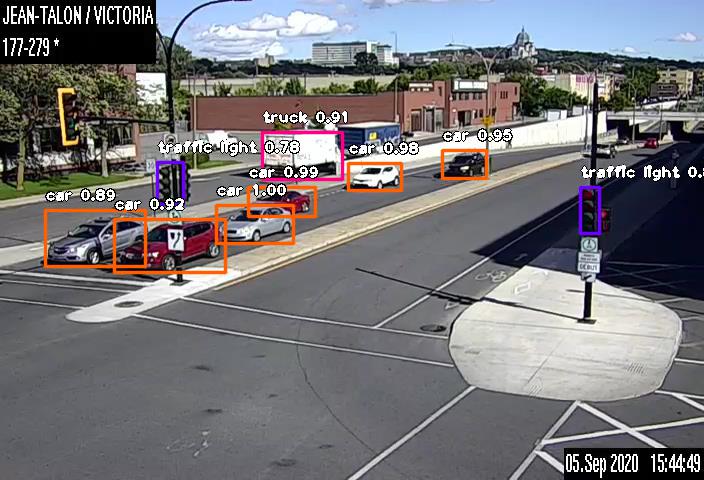 JEAN-TALON / VICTORIA
177-279 *
truck 0.91
car 0.95
traffic light 0.78
car 0.98
car 0.99
traffic light 0.8
car 0.89
car 1.00
car 0.92
DÉBUT
05.Sep 2020 15:44:49